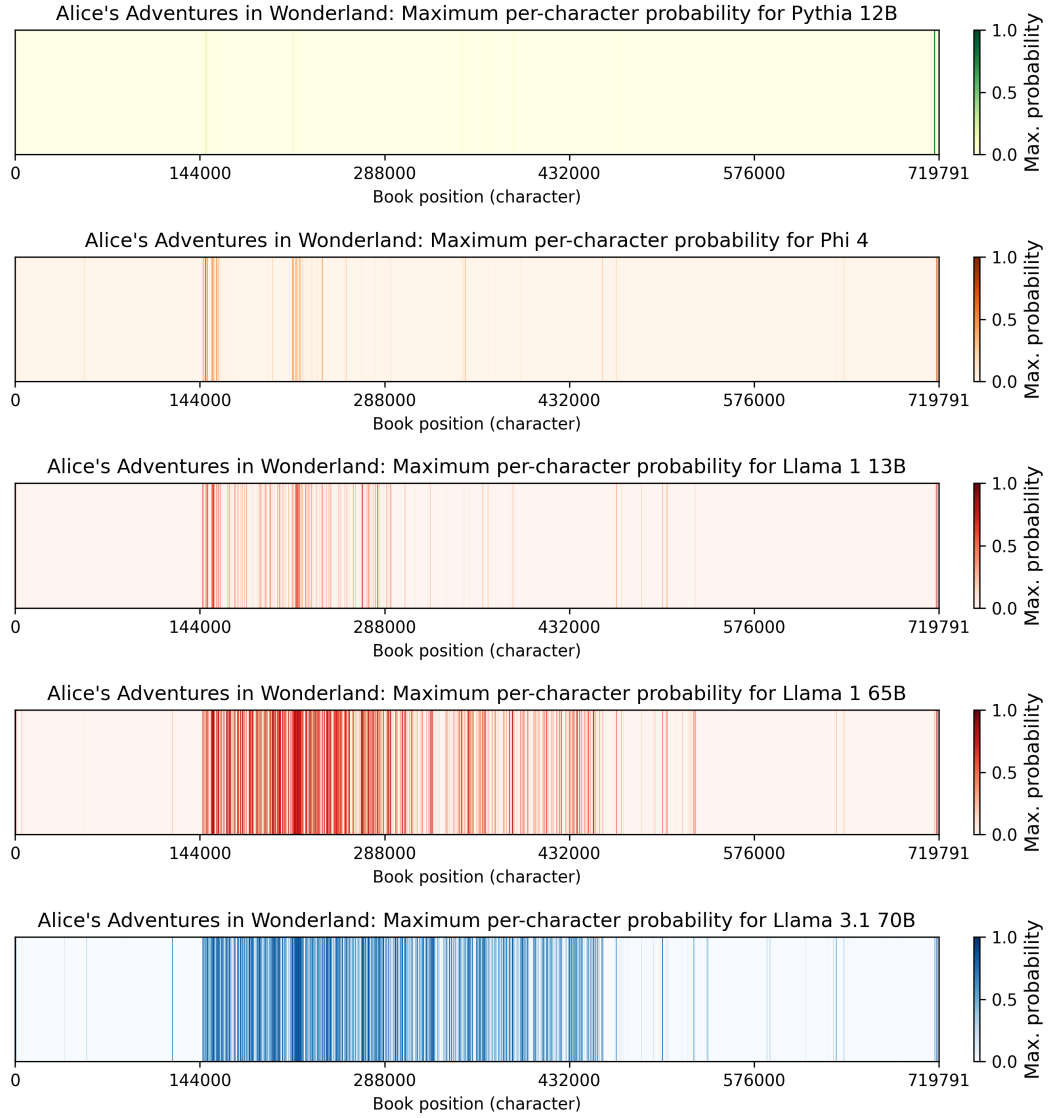 Alice's Adventures in Wonderland: Maximum per-character probability for Pythia 12B
1.0
0.5
0.0
Max. probability
0 144000 288000 432000 576000 719791
Book position (character)
Alice's Adventures in Wonderland: Maximum per-character probability for Phi 4
1.0
0.5
0.0
Max. probability
0 144000 288000 432000 576000 719791
Book position (character)
Alice's Adventures in Wonderland: Maximum per-character probability for Llama 1 13B
1.0
0.5
0.0
Max. probability
0 144000 288000 432000 576000 719791
Book position (character)
Alice's Adventures in Wonderland: Maximum per-character probability for Llama 1 65B
1.0
0.5
0.0
Max. probability
0 144000 288000 432000 576000 719791
Book position (character)
Alice's Adventures in Wonderland: Maximum per-character probability for Llama 3.1 70B
1.0
0.5
0.0
Max. probability
0 144000 288000 432000 576000 719791
Book position (character)